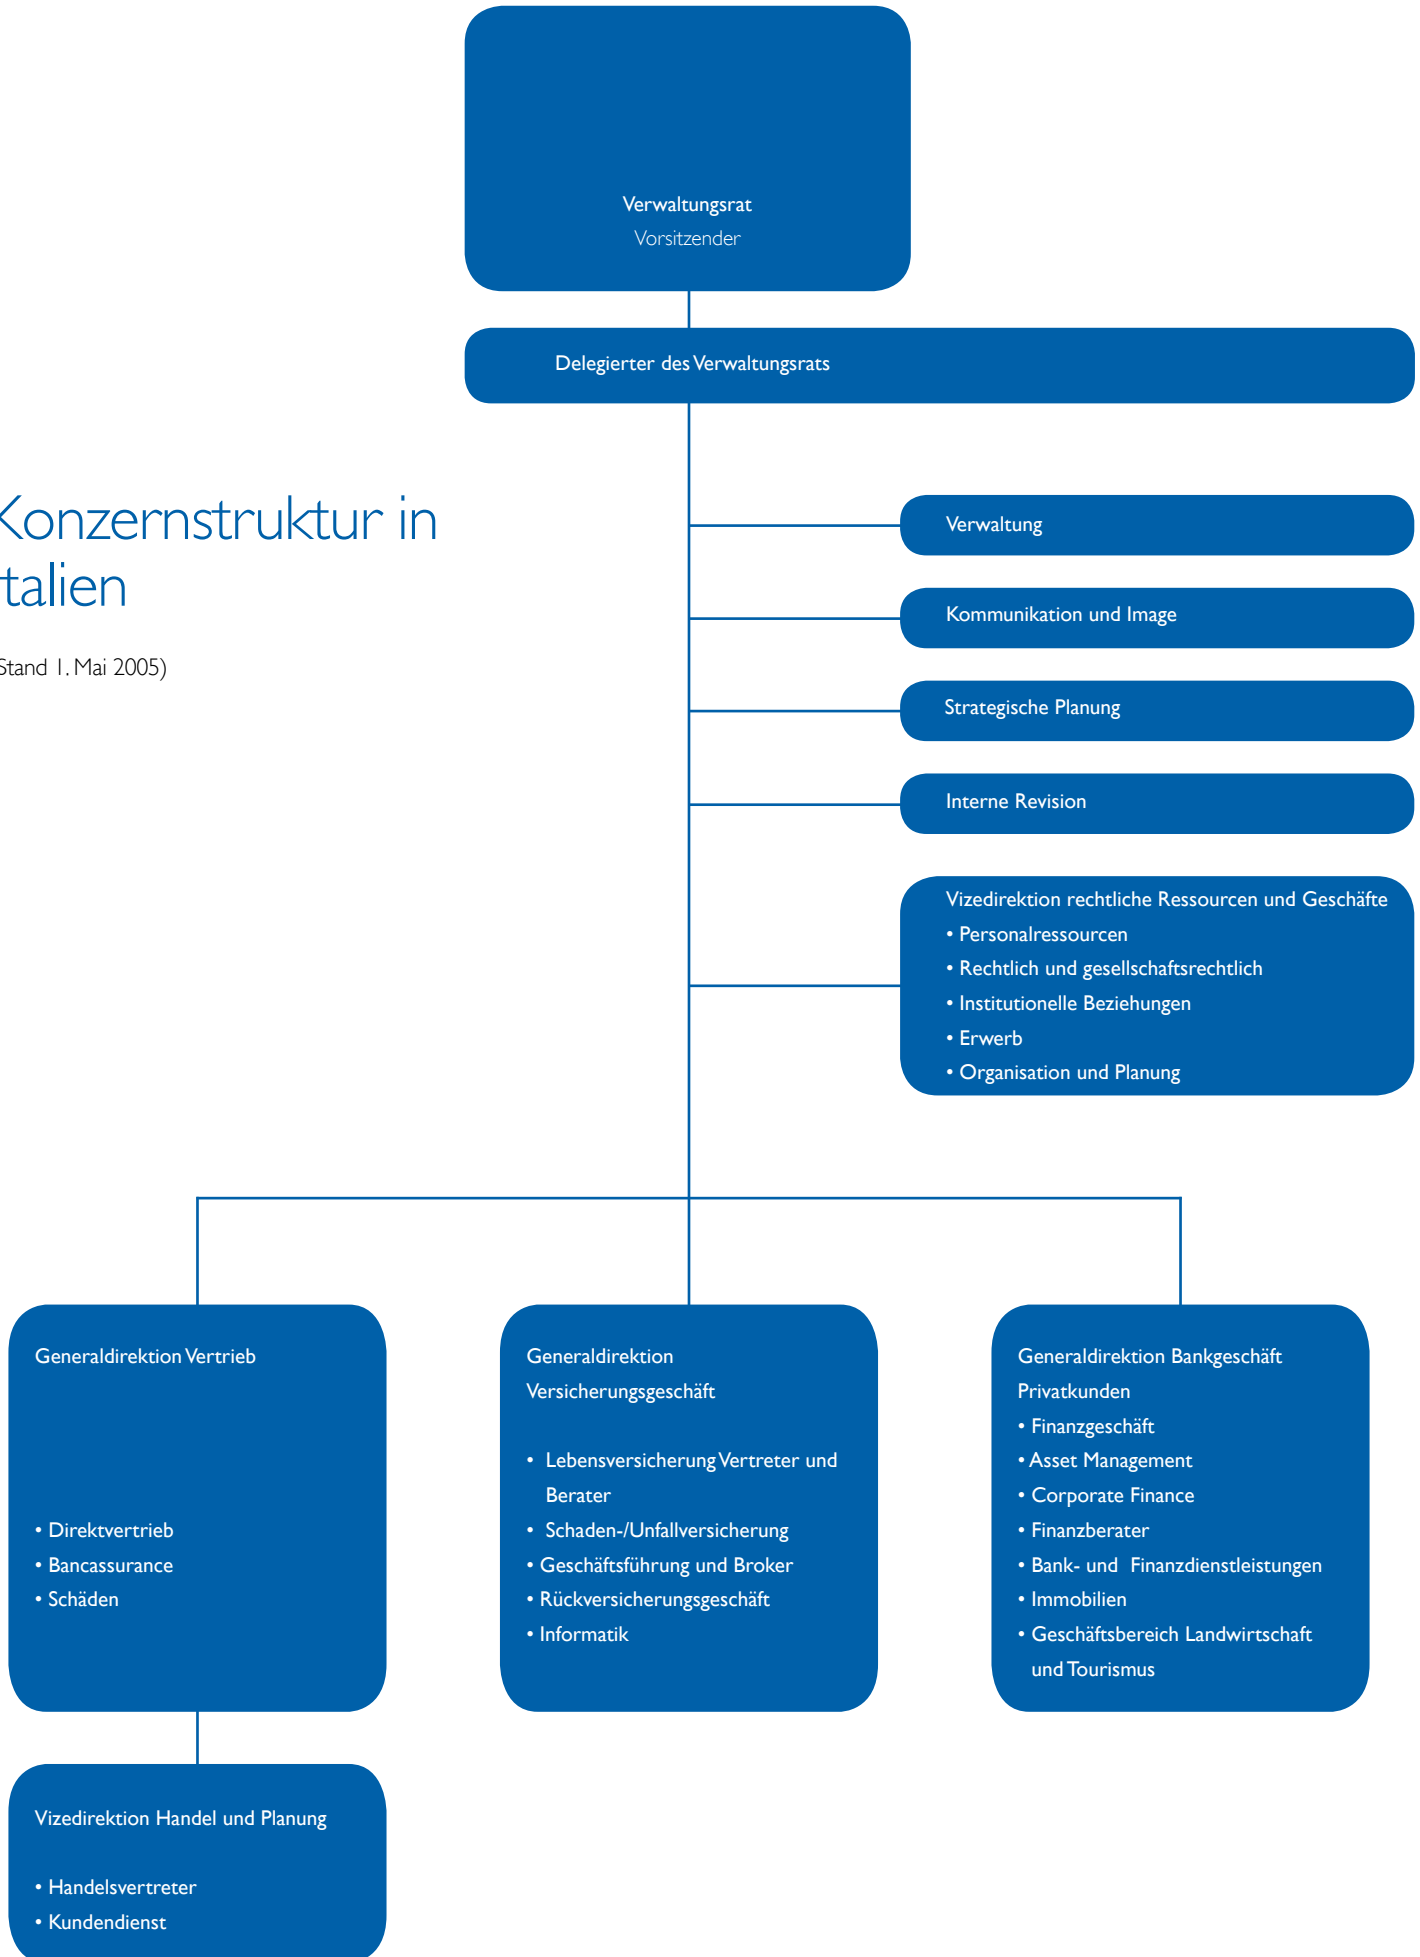 Verwaltungsrat
Vorsitzender
Delegierter des Verwaltungsrats
Konzernstruktur in
talien
Stand 1. Mai 2005)
Verwaltung
Kommunikation und Image
Strategische Planung
Interne Revision
Vizedirektion rechtliche Ressourcen und Geschäfte
• Personalressourcen
• Rechtlich und gesellschaftsrechtlich
• Institutionelle Beziehungen
• Erwerb
• Organisation und Planung
Generaldirektion Vertrieb
• Direktvertrieb
• Bancassurance
• Schäden
Generaldirektion
Versicherungsgeschäft
• Lebensversicherung Vertreter und
Berater
• Schaden-/Unfallversicherung
• Geschäftsführung und Broker
• Rückversicherungsgeschäft
• Informatik
Generaldirektion Bankgeschäft
Privatkunden
• Finanzgeschäft
• Asset Management
• Corporate Finance
• Finanzberater
• Bank- und Finanzdienstleistungen
• Immobilien
• Geschäftsbereich Landwirtschaft
und Tourismus
Vizedirektion Handel und Planung
• Handelsvertreter
• Kundendienst